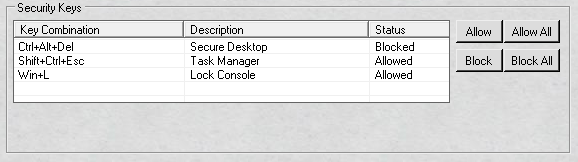 Security Keys
Key Combination Description Status
Ctrl+Alt+Del Secure Desktop Blocked
Shift+Ctrl+Esc Task Manager Allowed
Win+L Lock Console Allowed
Allow Allow All
Block Block All